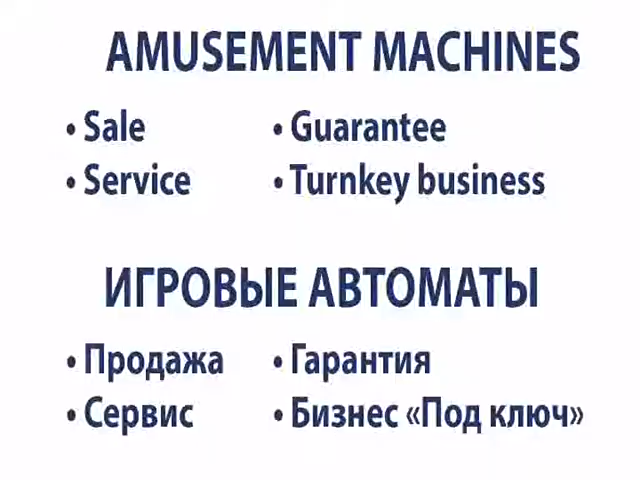 AMUSEMENT MACHINES
• Sale • Guarantee
• Service • Turnkey business
ИГРОВЫЕ АВТОМАТЫ
• Продажа • Гарантия
• Сервис • Бизнес «Под ключ»